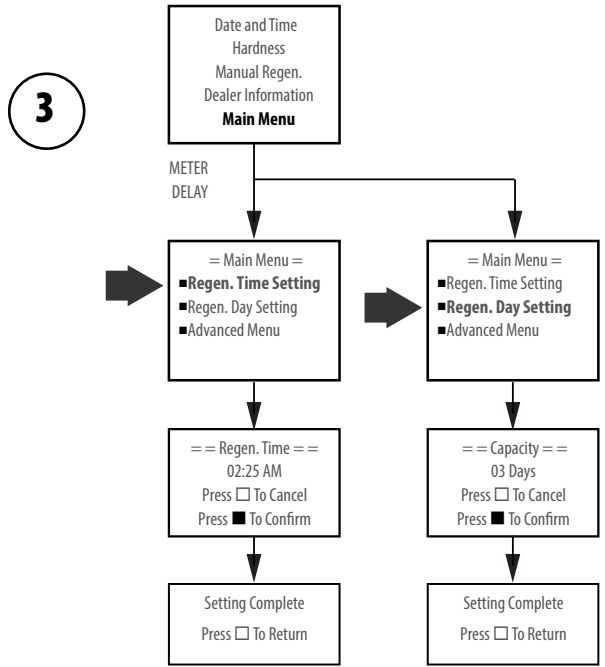 3
Date and Time
Hardness
Manual Regen.
Dealer Information
Main Menu
METER
DELAY
= Main Menu =
■Regen. Time Setting
■Regen. Day Setting
■Advanced Menu
= Main Menu =
■Regen. Time Setting
■Regen. Day Setting
■Advanced Menu
= = Regen. Time = =
02:25 AM
Press □ To Cancel
Press ■ To Confirm
= = Capacity = =
03 Days
Press □ To Cancel
Press ■ To Confirm
Setting Complete
Press □ To Return
Setting Complete
Press □ To Return